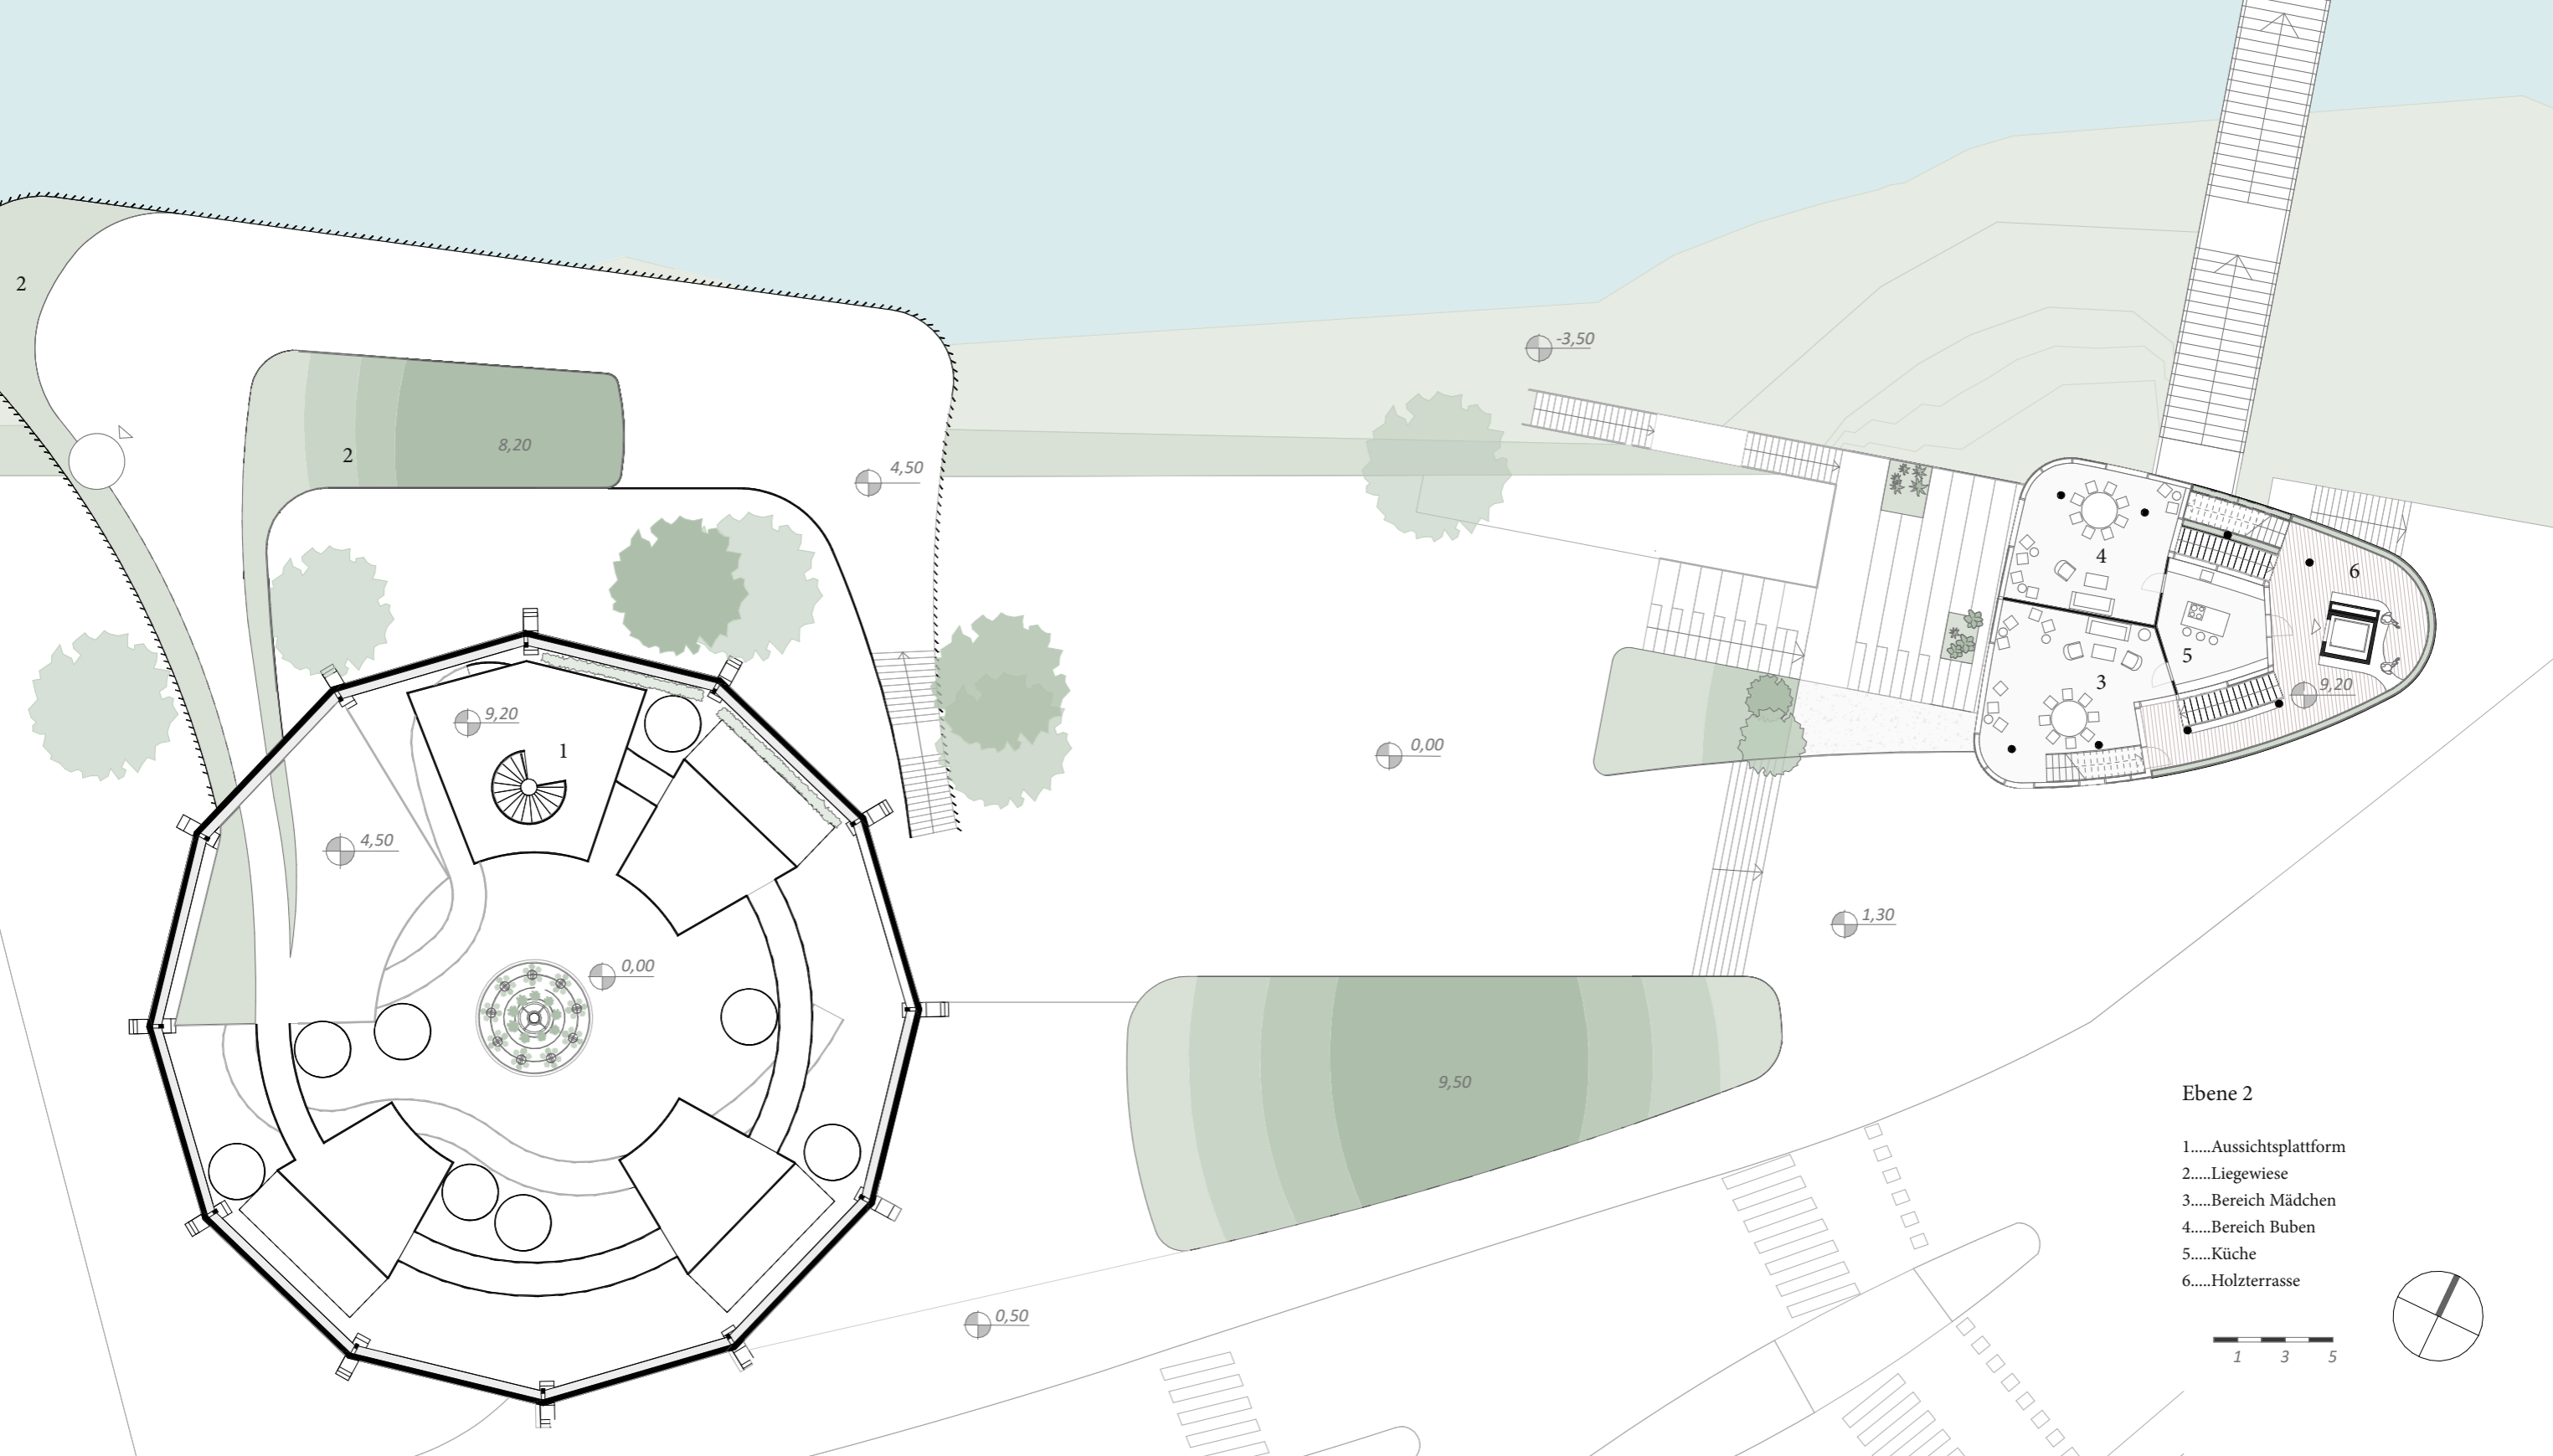 2
-3,50
2
8,20
4,50
4
6
9,20
1
5
3
9,20
0,00
4,50
0,00
1,30
9,50
0,50
Ebene 2
1.....Aussichtsplattform
2.....Liegewiese
3.....Bereich Mädchen
4.....Bereich Buben
5.....Küche
6.....Holzterrasse
1 3 5